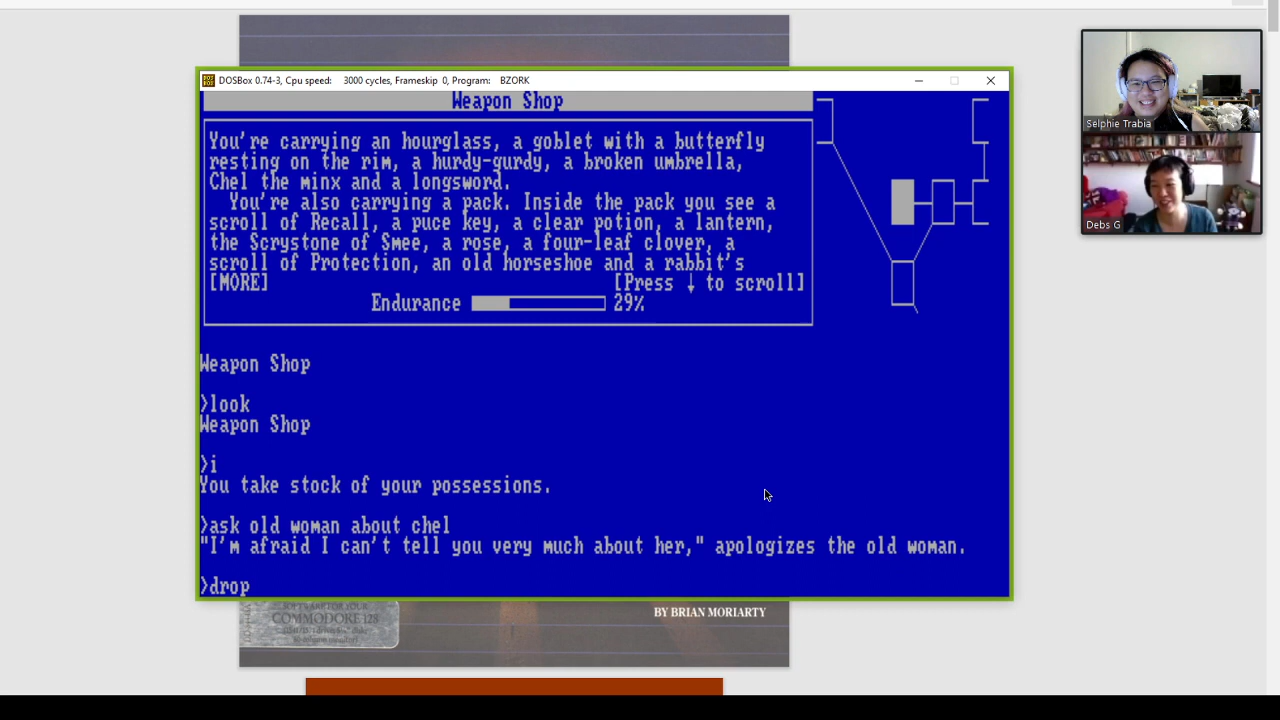 DOSBox 0.74-3, Cpu speed: 3000 cycles, Frameskip 0, Program: BZORK
Weapon Shop
You're carrying an hourglass, a goblet with a butterfly
resting on the rim, a hurdy-gurdy, a broken umbrella,
Chel the minx and a longsword.
You're also carrying a pack. Inside the pack you see a
scroll of Recall, a puce key, a clear potion, a lantern,
the Scrystone of Smee, a rose, a four-leaf clover, a
scroll of Protection, an old horseshoe and a rabbit's
[MORE] [Press ↓ to scroll]
Endurance 29%
Weapon Shop
>look
Weapon Shop
>i
You take stock of your possessions.
>ask old woman about chel
"I'm afraid I can't tell you very much about her," apologizes the old woman.
>drop
SOFTWARE FOR YOUR
COMMODORE 128
BY BRIAN MORIARTY
Selphie Trabia
Debs G